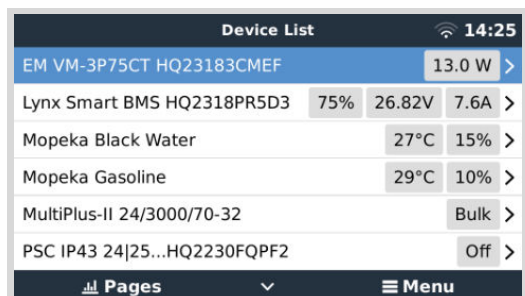 Device List 14:25
EM VM-3P75CT HQ23183CMEF 13.0 W
Lynx Smart BMS HQ2318PR5D3 75% 26.82V 7.6A
Mopeka Black Water 27°C 15%
Mopeka Gasoline 29°C 10%
MultiPlus-II 24/3000/70-32 Bulk
PSC IP43 24|25...HQ2230FQPF2 Off
Pages Menu